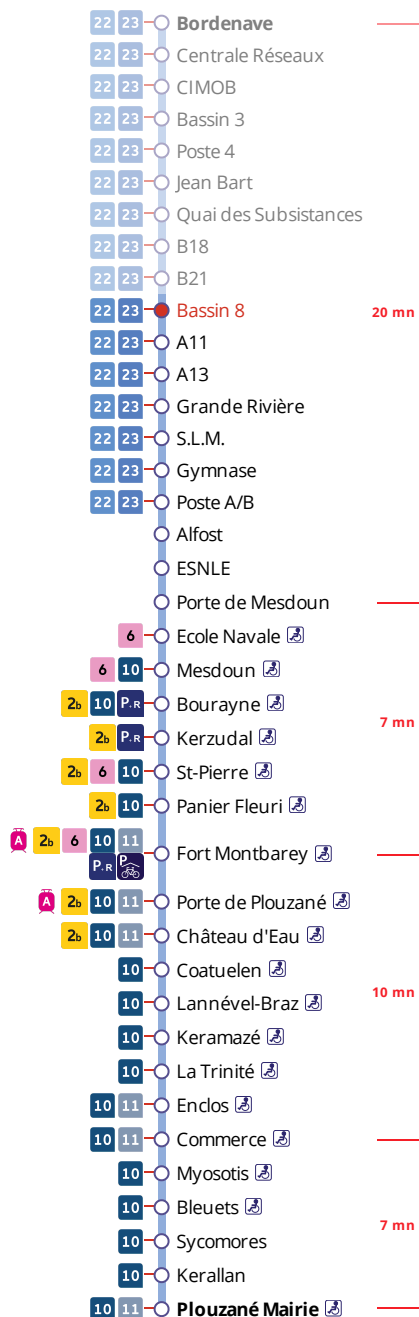 22 23 Bordenave
22 23 Centrale Réseaux
22 23 CIMOB
22 23 Bassin 3
22 23 Poste 4
22 23 Jean Bart
22 23 Quai des Subsistances
22 23 B18
22 23 B21
22 23 Bassin 8 20 mn
22 23 A11
22 23 A13
22 23 Grande Rivière
22 23 S.L.M.
22 23 Gymnase
22 23 Poste A/B
Alfost
ESNLE
Porte de Mesdoun
6 Ecole Navale
6 10 Mesdoun
2b 10 P+R Bourayne 7 mn
2b P+R Kerzudal
2b 6 10 St-Pierre
2b 10 Panier Fleuri
A 2b 6 10 11
P+R P Fort Montbarey
A 2b 10 11 Porte de Plouzané
2b 10 11 Château d'Eau
10 Coatuelen
10 Lannével-Braz 10 mn
10 Keramazé
10 La Trinité
10 11 Enclos
10 11 Commerce
10 Myosotis
10 Bleuets 7 mn
10 Sycomores
10 Kerallan
10 11 Plouzané Mairie